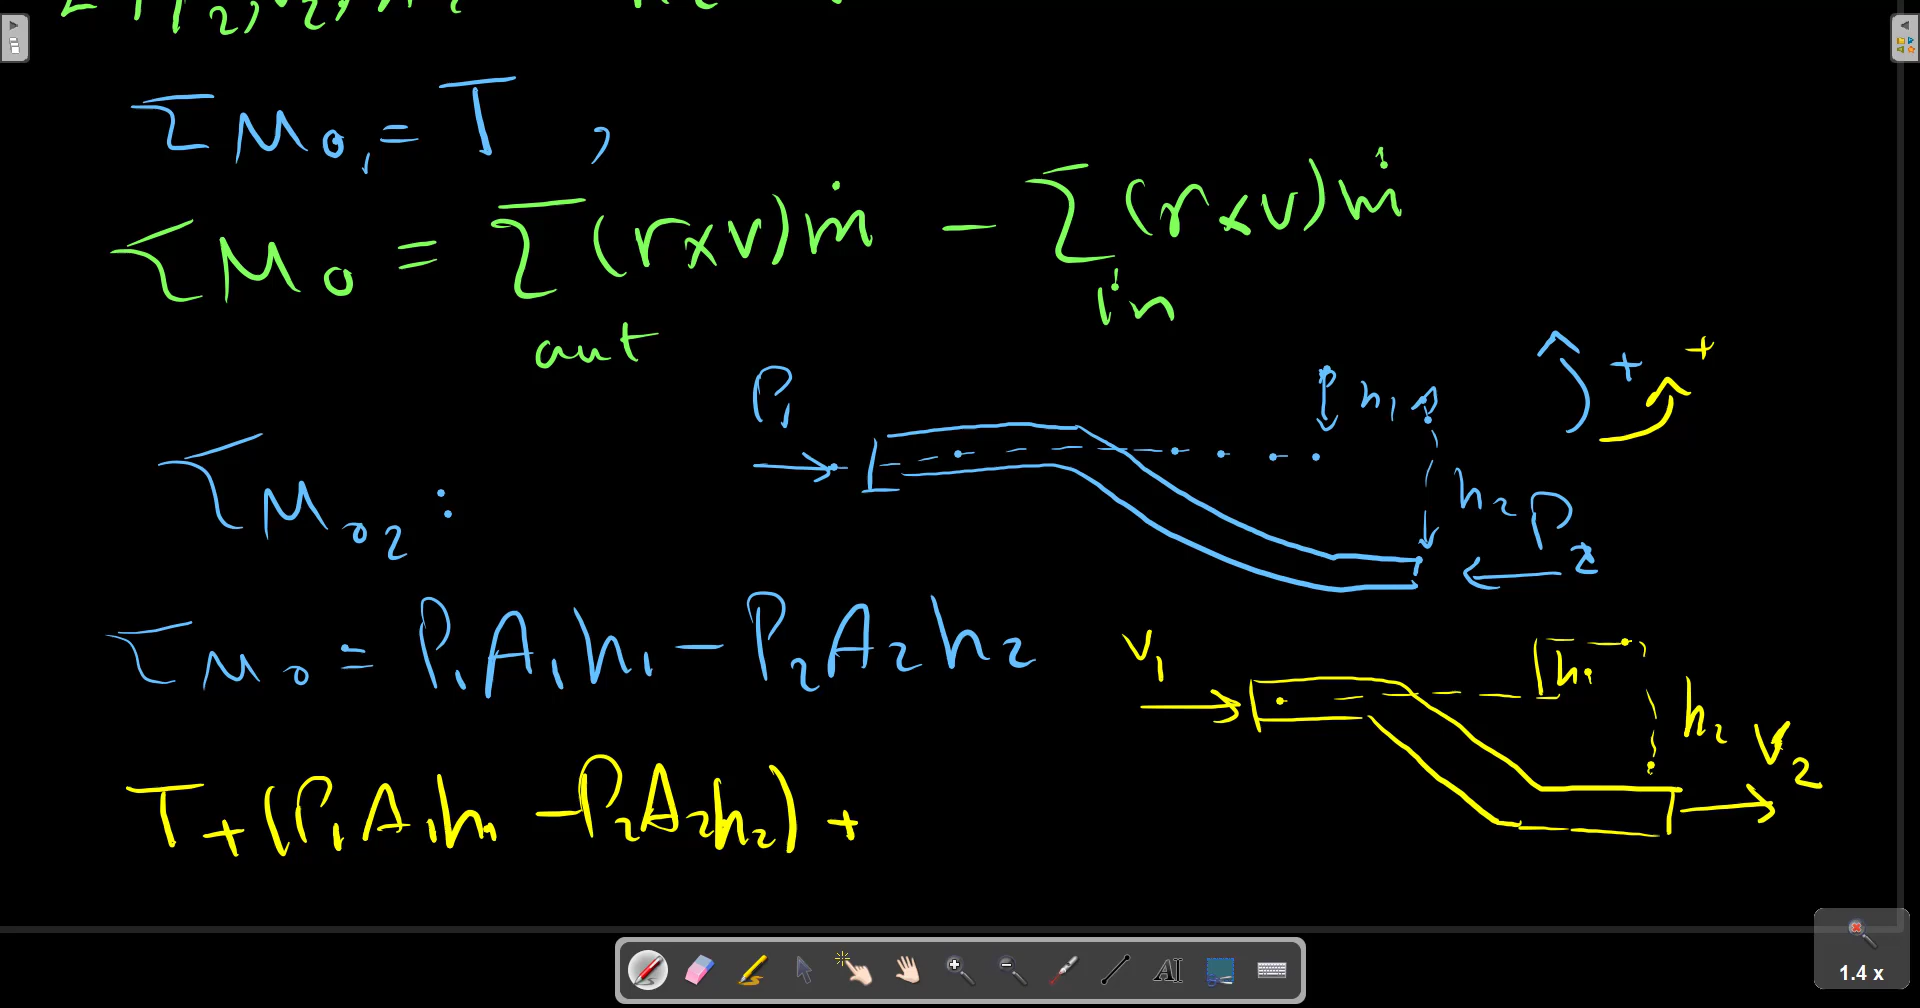 ΣM₀₁ = T ,
ΣM₀ = Σ(r×v)ṁ − Σ(r×v)ṁ
out in
P₁ h₁ + +
ΣM₀₂ : h₂ P₂
ΣM₀ = P₁A₁h₁ − P₂A₂h₂
V₁ h₁ h₂ V₂
T + (P₁A₁h₁ − P₂A₂h₂) +
AI
1.4 x